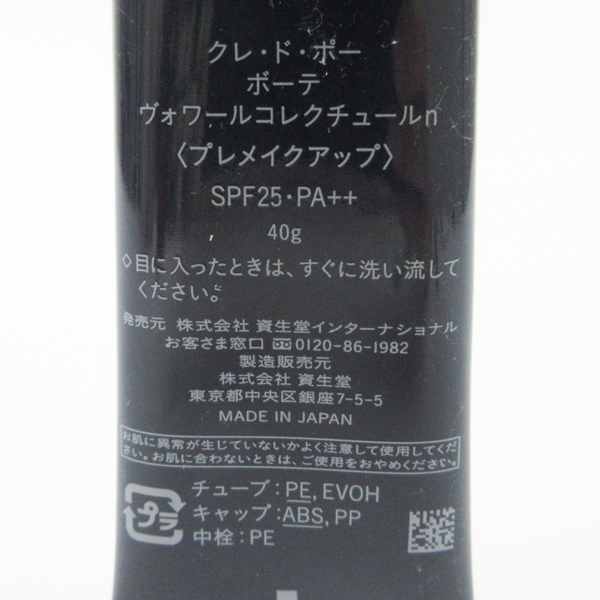 クレ・ド・ポー
ボーテ
ヴォワールコレクチュールn
〈プレメイクアップ〉
SPF25・PA++
40g
◇目に入ったときは、すぐに洗い流して
ください。
発売元 株式会社 資生堂インターナショナル
お客さま窓口 0120-86-1982
製造販売元
株式会社 資生堂
東京都中央区銀座7-5-5
MADE IN JAPAN
お肌に異常が生じていないかよく注意して使用してくだ
さい。お肌に合わないときは、ご使用をおやめください。
プラ
チューブ:PE, EVOH
キャップ:ABS, PP
中栓:PE